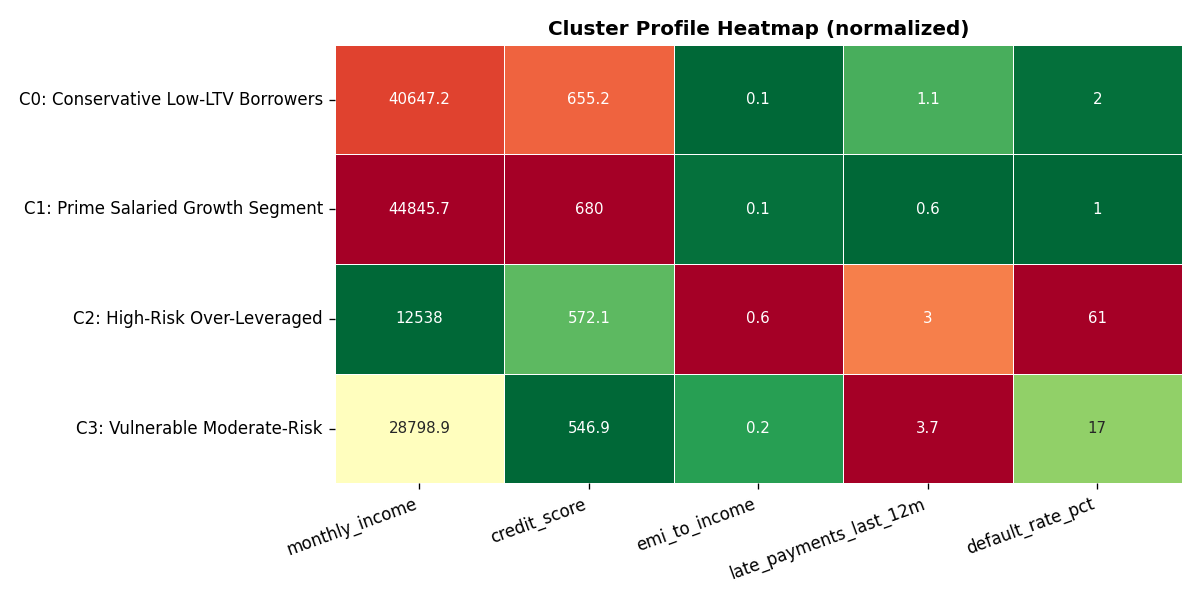 Cluster Profile Heatmap (normalized)
C0: Conservative Low-LTV Borrowers 40647.2 655.2 0.1 1.1 2
C1: Prime Salaried Growth Segment 44845.7 680 0.1 0.6 1
C2: High-Risk Over-Leveraged 12538 572.1 0.6 3 61
C3: Vulnerable Moderate-Risk 28798.9 546.9 0.2 3.7 17
monthly_income credit_score emi_to_income late_payments_last_12m default_rate_pct